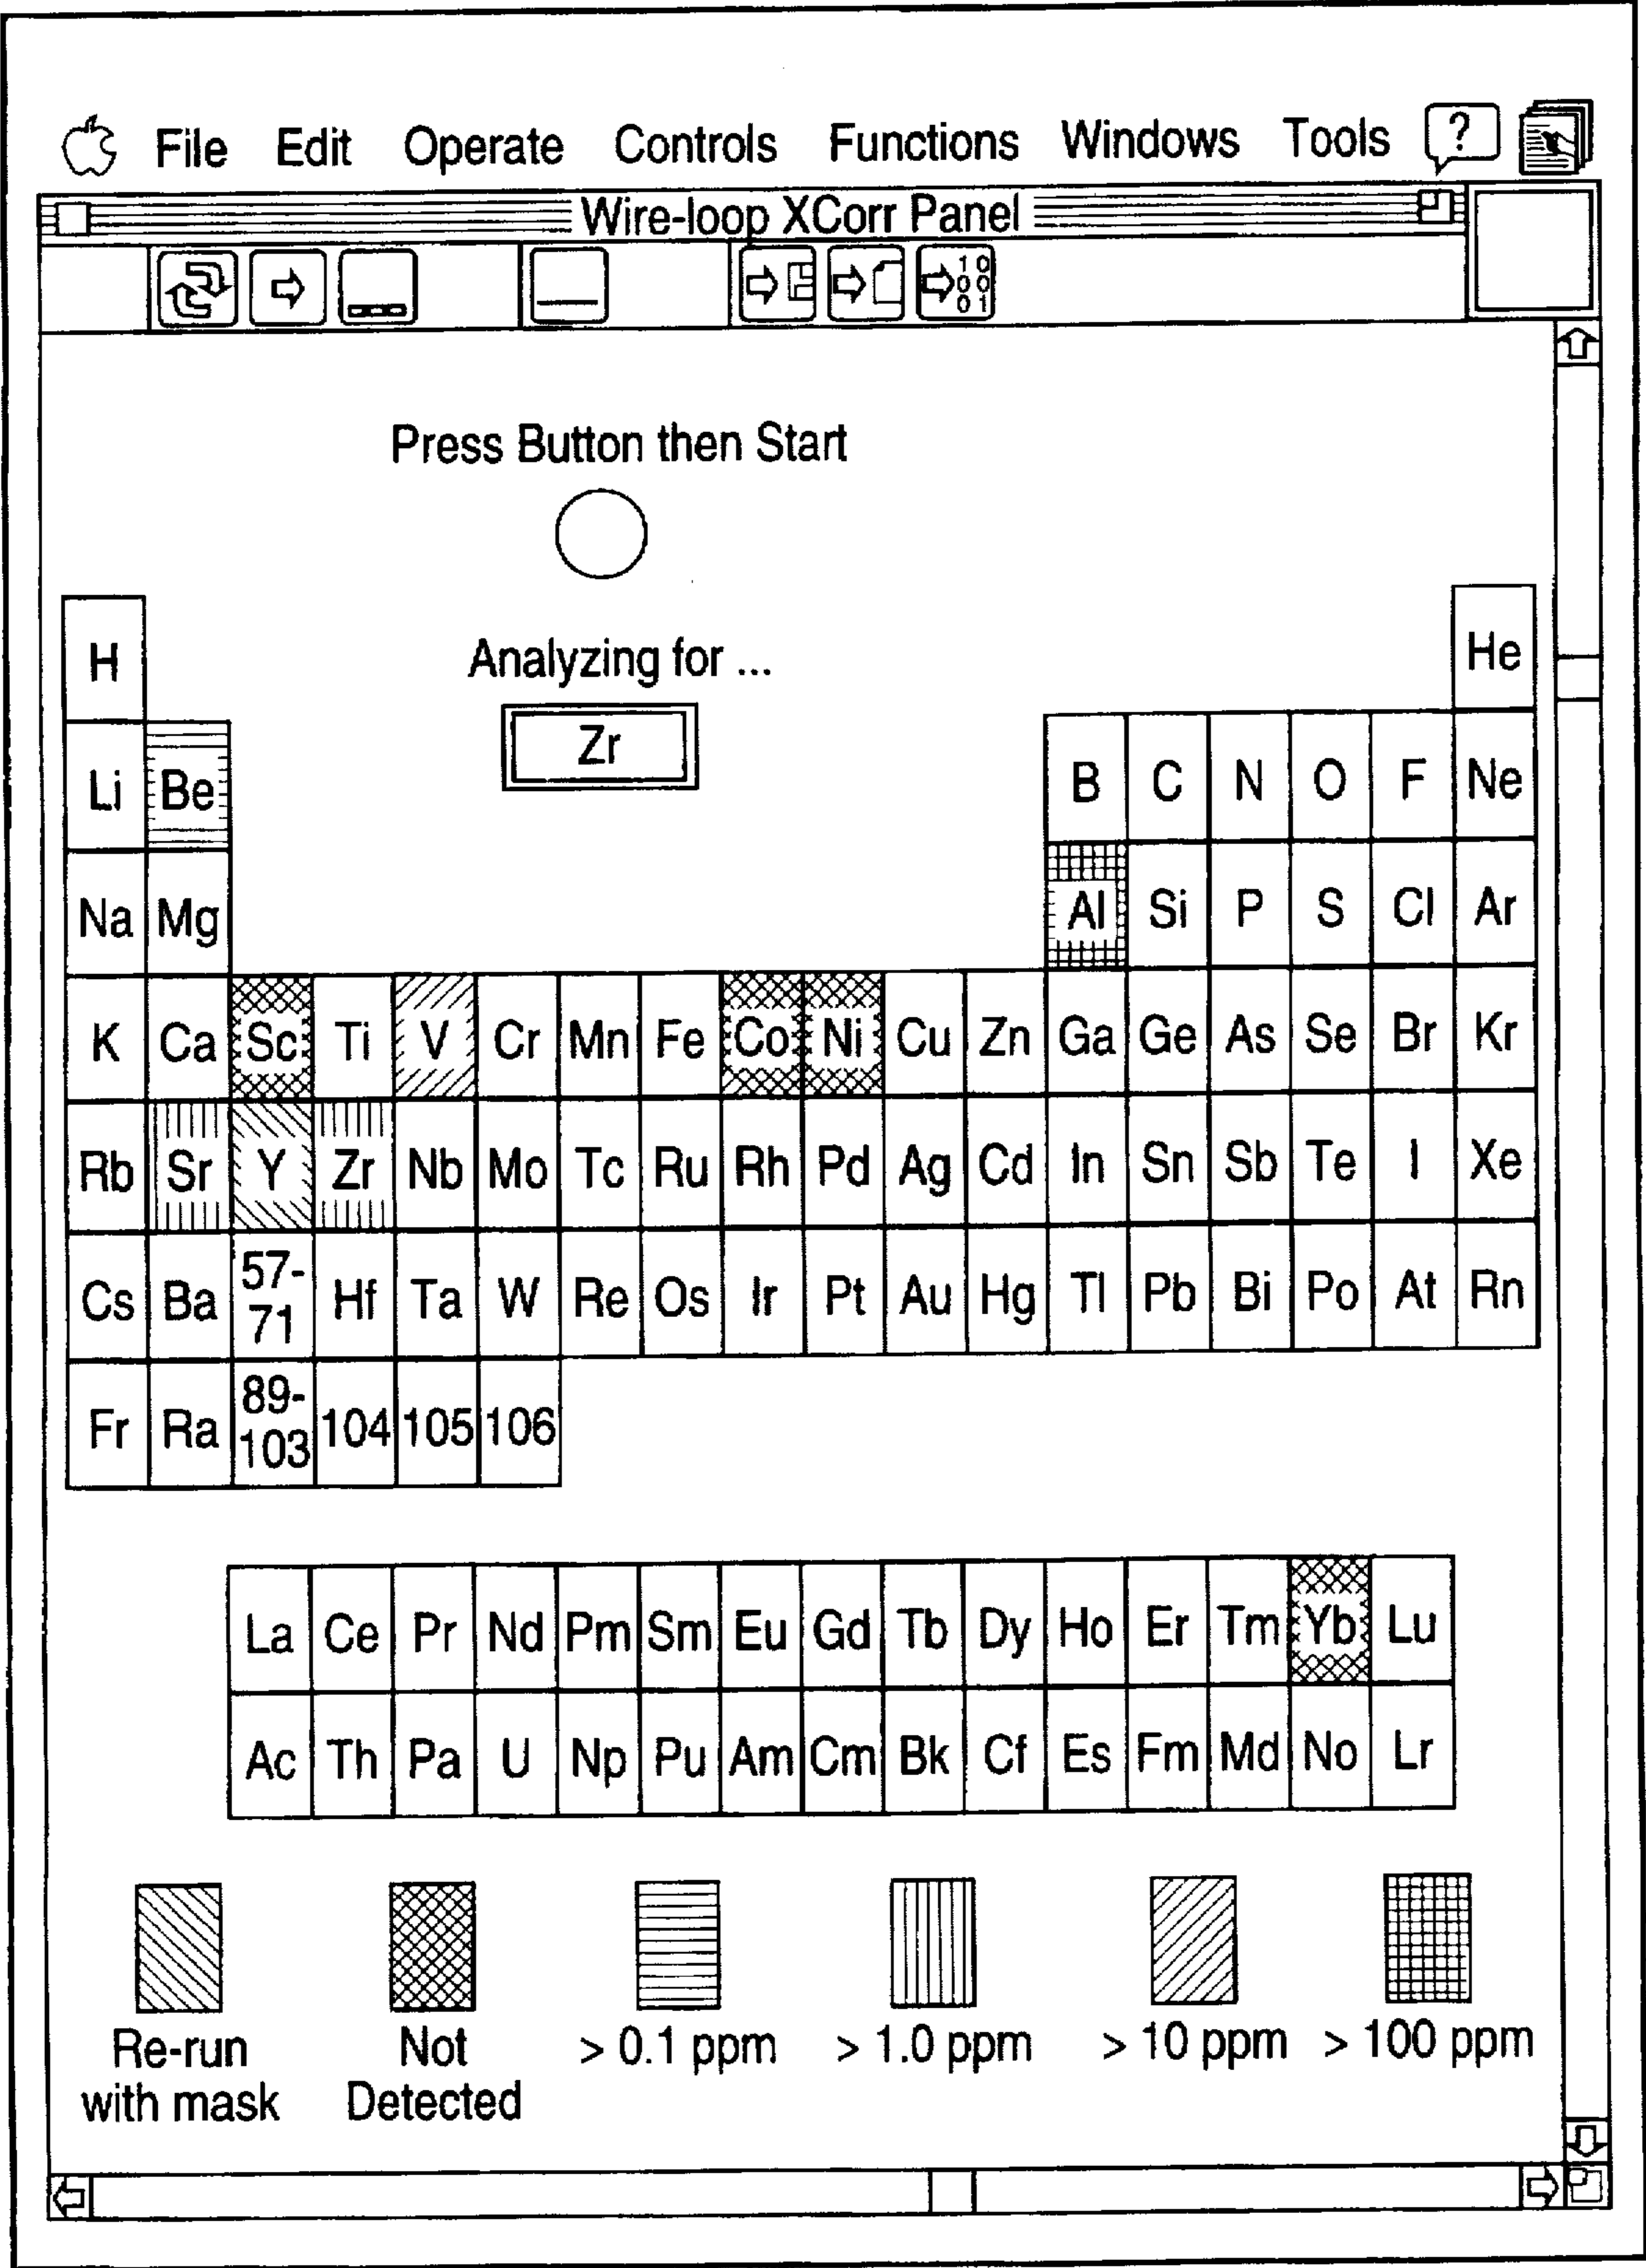 File Edit Operate Controls Functions Windows Tools ?
Wire-loop XCorr Panel
10
00
01
Press Button then Start
Analyzing for ...
Zr
H He
Li Be B C N O F Ne
Na Mg Al Si P S Cl Ar
K Ca Sc Ti V Cr Mn Fe Co Ni Cu Zn Ga Ge As Se Br Kr
Rb Sr Y Zr Nb Mo Tc Ru Rh Pd Ag Cd In Sn Sb Te I Xe
Cs Ba 57-71 Hf Ta W Re Os Ir Pt Au Hg Tl Pb Bi Po At Rn
Fr Ra 89-103 104 105 106
La Ce Pr Nd Pm Sm Eu Gd Tb Dy Ho Er Tm Yb Lu
Ac Th Pa U Np Pu Am Cm Bk Cf Es Fm Md No Lr
Re-run with mask
Not Detected
> 0.1 ppm
> 1.0 ppm
> 10 ppm
> 100 ppm